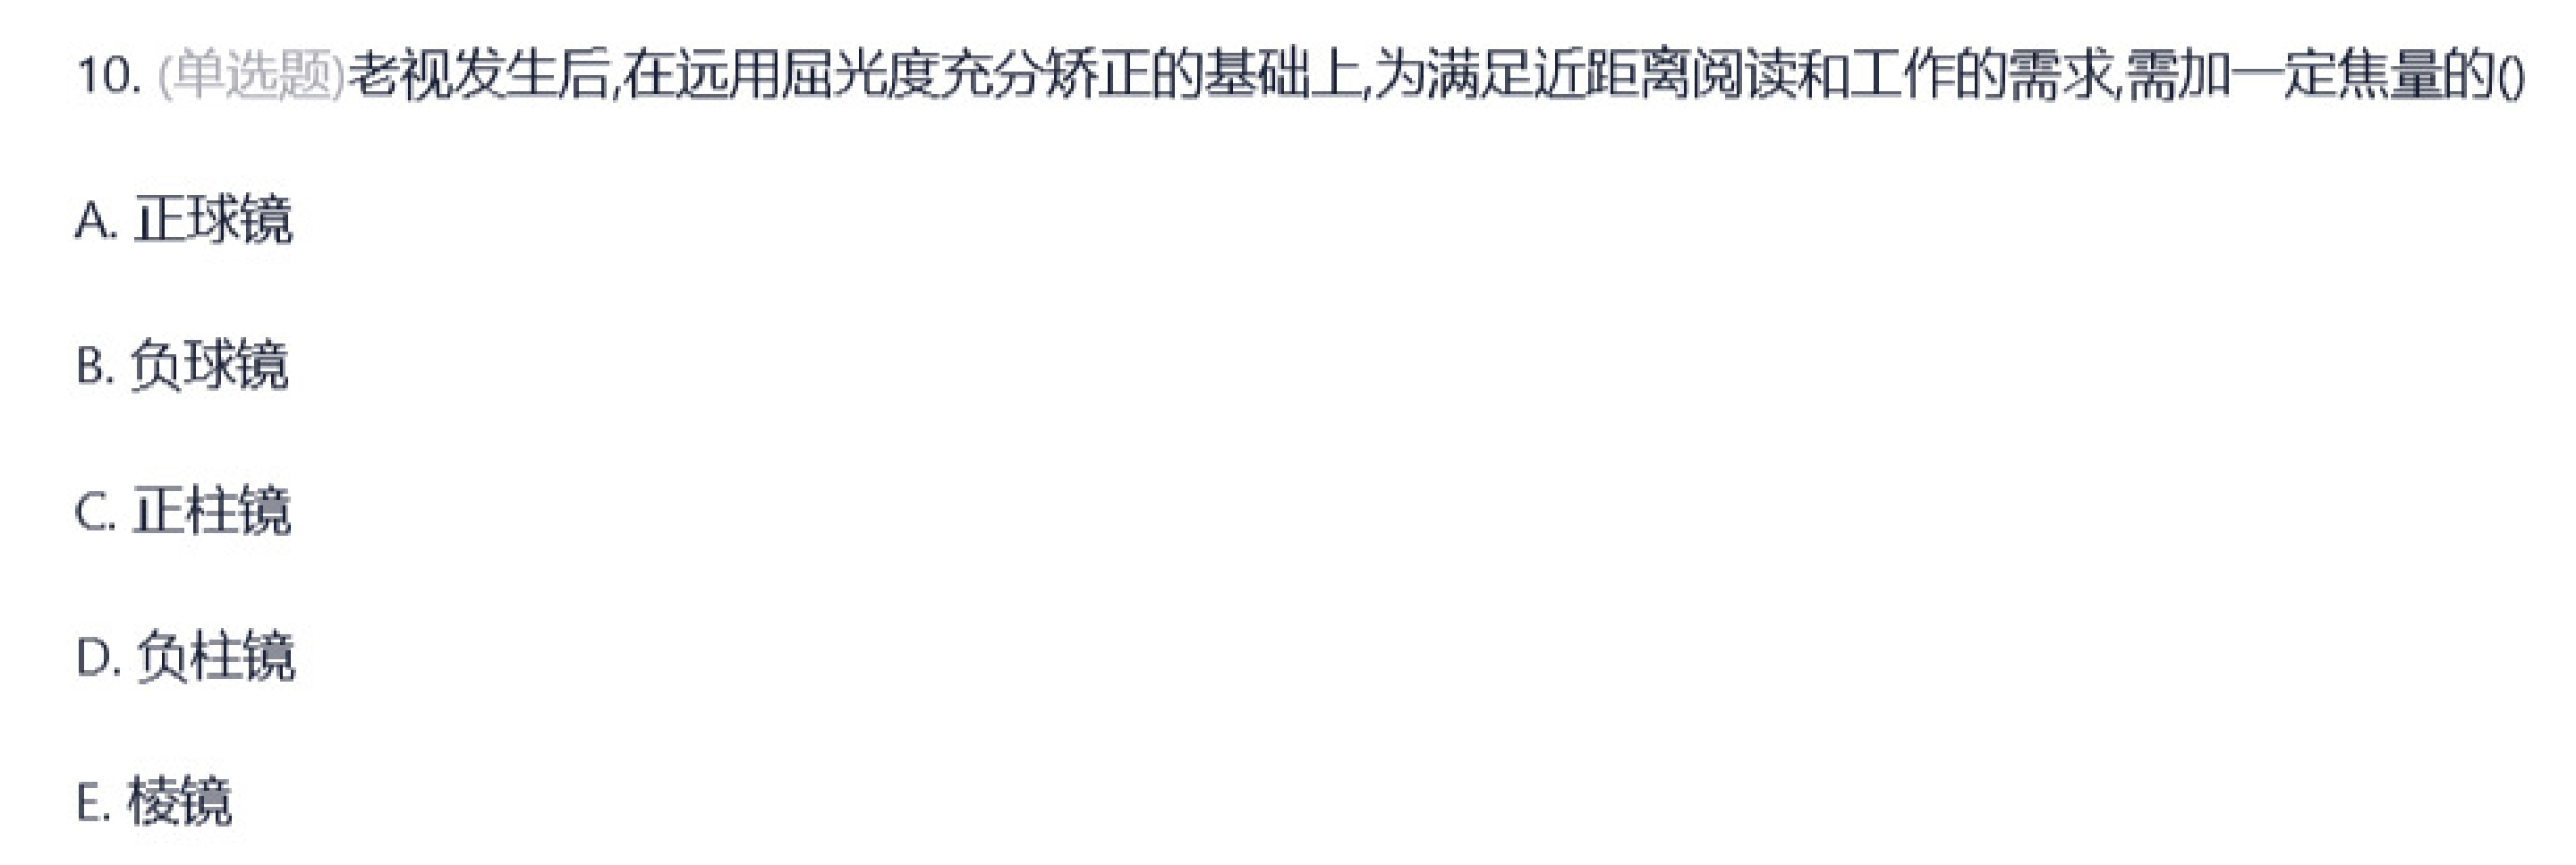 10. (单选题)老视发生后,在远用屈光度充分矫正的基础上,为满足近距离阅读和工作的需求,需加一定焦量的()
A. 正球镜
B. 负球镜
C. 正柱镜
D. 负柱镜
E. 棱镜